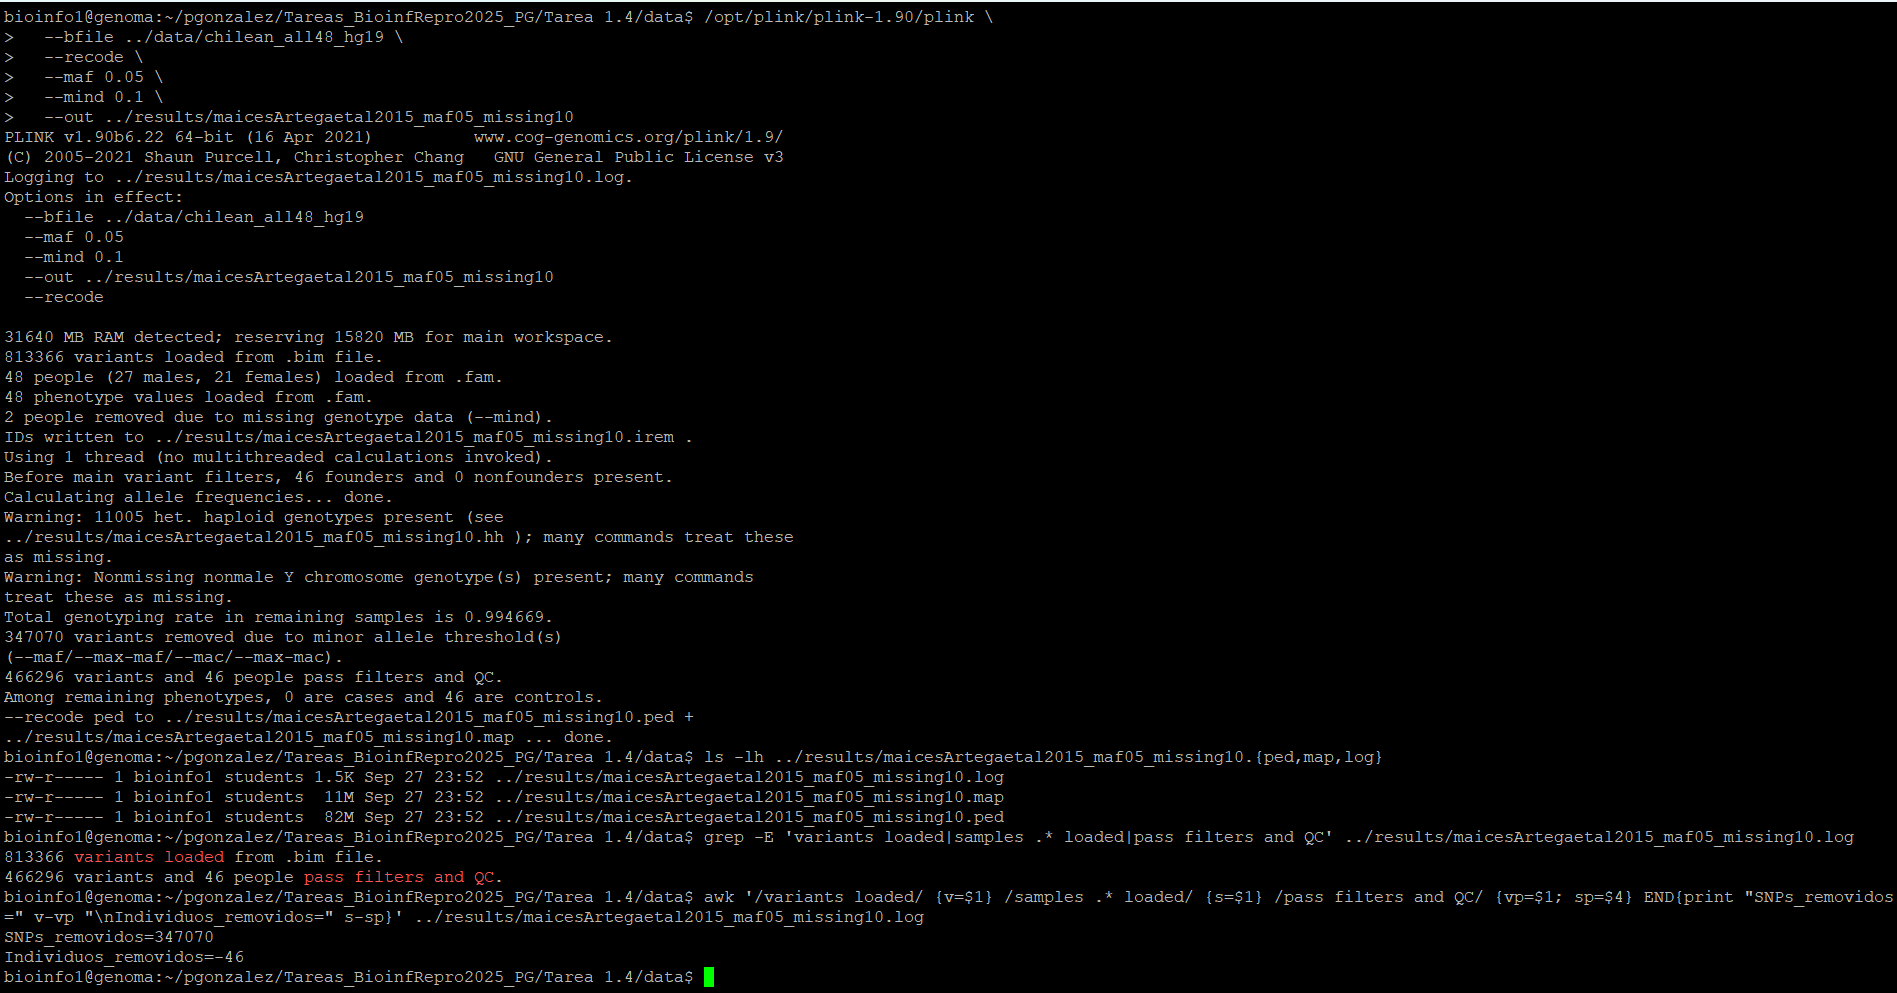 bioinfo1@genoma:~/pgonzalez/Tareas_BioinfRepro2025_PG/Tarea 1.4/data$ /opt/plink/plink-1.90/plink \
>   --bfile ../data/chilean_all48_hg19 \
>   --recode \
>   --maf 0.05 \
>   --mind 0.1 \
>   --out ../results/maicesArtegaetal2015_maf05_missing10
PLINK v1.90b6.22 64-bit (16 Apr 2021)          www.cog-genomics.org/plink/1.9/
(C) 2005-2021 Shaun Purcell, Christopher Chang   GNU General Public License v3
Logging to ../results/maicesArtegaetal2015_maf05_missing10.log.
Options in effect:
  --bfile ../data/chilean_all48_hg19
  --maf 0.05
  --mind 0.1
  --out ../results/maicesArtegaetal2015_maf05_missing10
  --recode

31640 MB RAM detected; reserving 15820 MB for main workspace.
813366 variants loaded from .bim file.
48 people (27 males, 21 females) loaded from .fam.
48 phenotype values loaded from .fam.
2 people removed due to missing genotype data (--mind).
IDs written to ../results/maicesArtegaetal2015_maf05_missing10.irem .
Using 1 thread (no multithreaded calculations invoked).
Before main variant filters, 46 founders and 0 nonfounders present.
Calculating allele frequencies... done.
Warning: 11005 het. haploid genotypes present (see
../results/maicesArtegaetal2015_maf05_missing10.hh ); many commands treat these
as missing.
Warning: Nonmissing nonmale Y chromosome genotype(s) present; many commands
treat these as missing.
Total genotyping rate in remaining samples is 0.994669.
347070 variants removed due to minor allele threshold(s)
(--maf/--max-maf/--mac/--max-mac).
466296 variants and 46 people pass filters and QC.
Among remaining phenotypes, 0 are cases and 46 are controls.
--recode ped to ../results/maicesArtegaetal2015_maf05_missing10.ped +
../results/maicesArtegaetal2015_maf05_missing10.map ... done.
bioinfo1@genoma:~/pgonzalez/Tareas_BioinfRepro2025_PG/Tarea 1.4/data$ ls -lh ../results/maicesArtegaetal2015_maf05_missing10.{ped,map,log}
-rw-r----- 1 bioinfo1 students 1.5K Sep 27 23:52 ../results/maicesArtegaetal2015_maf05_missing10.log
-rw-r----- 1 bioinfo1 students  11M Sep 27 23:52 ../results/maicesArtegaetal2015_maf05_missing10.map
-rw-r----- 1 bioinfo1 students  82M Sep 27 23:52 ../results/maicesArtegaetal2015_maf05_missing10.ped
bioinfo1@genoma:~/pgonzalez/Tareas_BioinfRepro2025_PG/Tarea 1.4/data$ grep -E 'variants loaded|samples .* loaded|pass filters and QC' ../results/maicesArtegaetal2015_maf05_missing10.log
813366 variants loaded from .bim file.
466296 variants and 46 people pass filters and QC.
bioinfo1@genoma:~/pgonzalez/Tareas_BioinfRepro2025_PG/Tarea 1.4/data$ awk '/variants loaded/ {v=$1} /samples .* loaded/ {s=$1} /pass filters and QC/ {vp=$1; sp=$4} END{print "SNPs_removidos
=" v-vp "\nIndividuos_removidos=" s-sp}' ../results/maicesArtegaetal2015_maf05_missing10.log
SNPs_removidos=347070
Individuos_removidos=-46
bioinfo1@genoma:~/pgonzalez/Tareas_BioinfRepro2025_PG/Tarea 1.4/data$